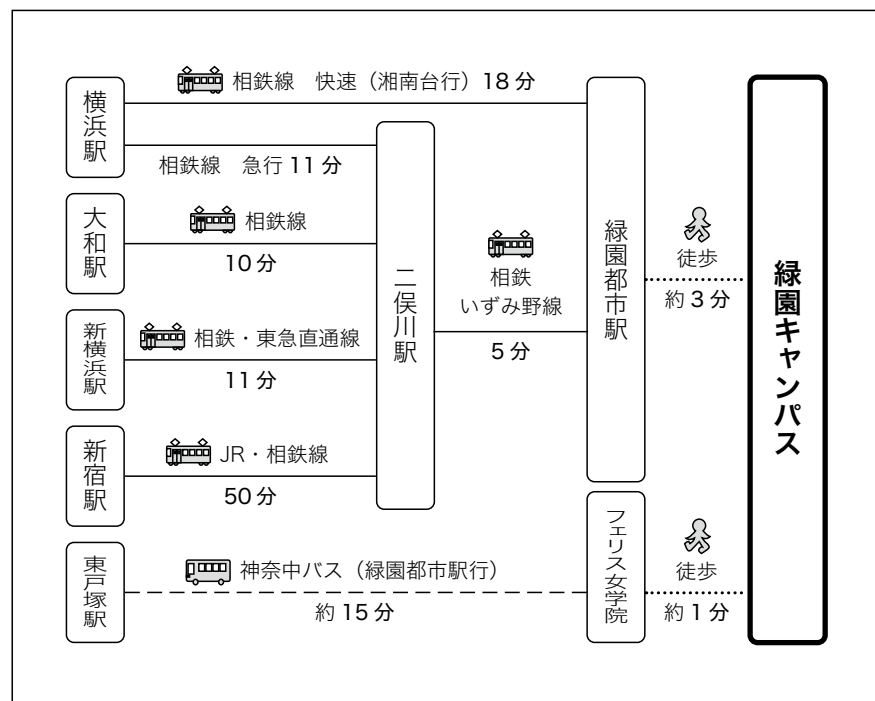 横浜駅
相鉄線 快速（湘南台行）18分
相鉄線 急行 11分
大和駅
相鉄線
10分
新横浜駅
相鉄・東急直通線
11分
新宿駅
JR・相鉄線
50分
二俣川駅
相鉄
いずみ野線
5分
緑園都市駅
徒歩
約3分
東戸塚駅
神奈中バス（緑園都市駅行）
約15分
フェリス女学院
徒歩
約1分
緑園キャンパス